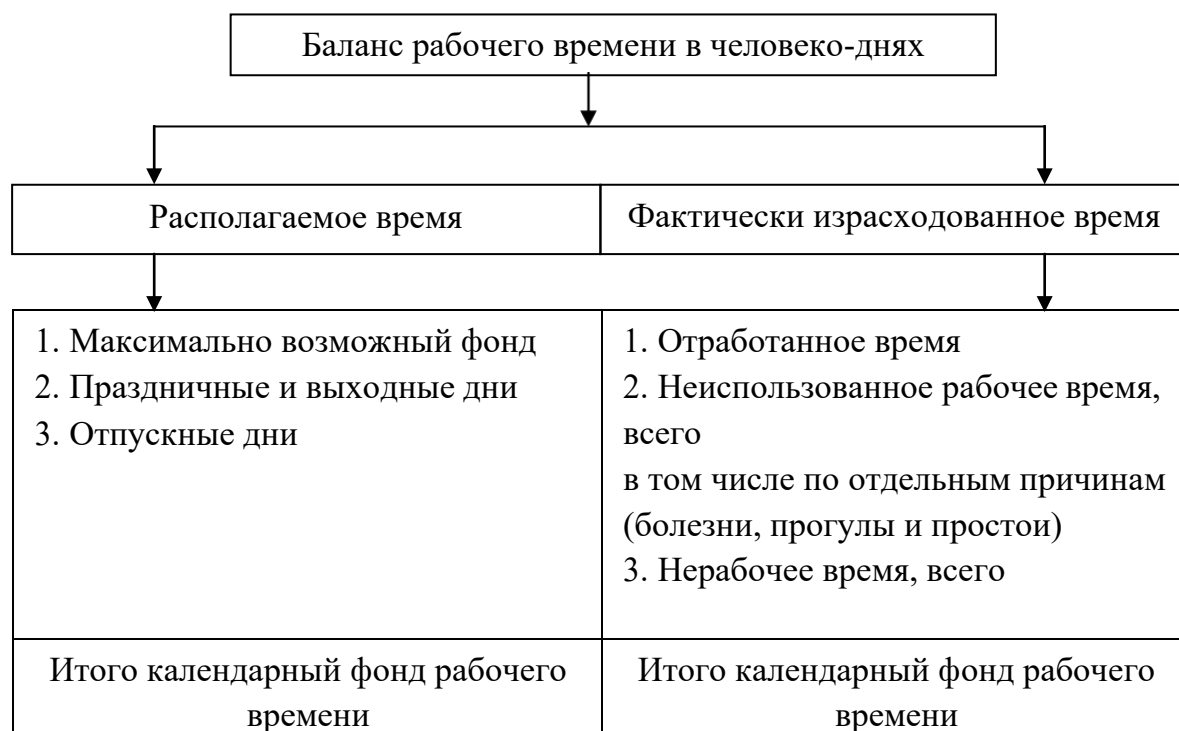 Баланс рабочего времени в человеко-днях
Располагаемое время
Фактически израсходованное время
1. Максимально возможный фонд
2. Праздничные и выходные дни
3. Отпускные дни
1. Отработанное время
2. Неиспользованное рабочее время,
всего
в том числе по отдельным причинам
(болезни, прогулы и простои)
3. Нерабочее время, всего
Итого календарный фонд рабочего
времени
Итого календарный фонд рабочего
времени